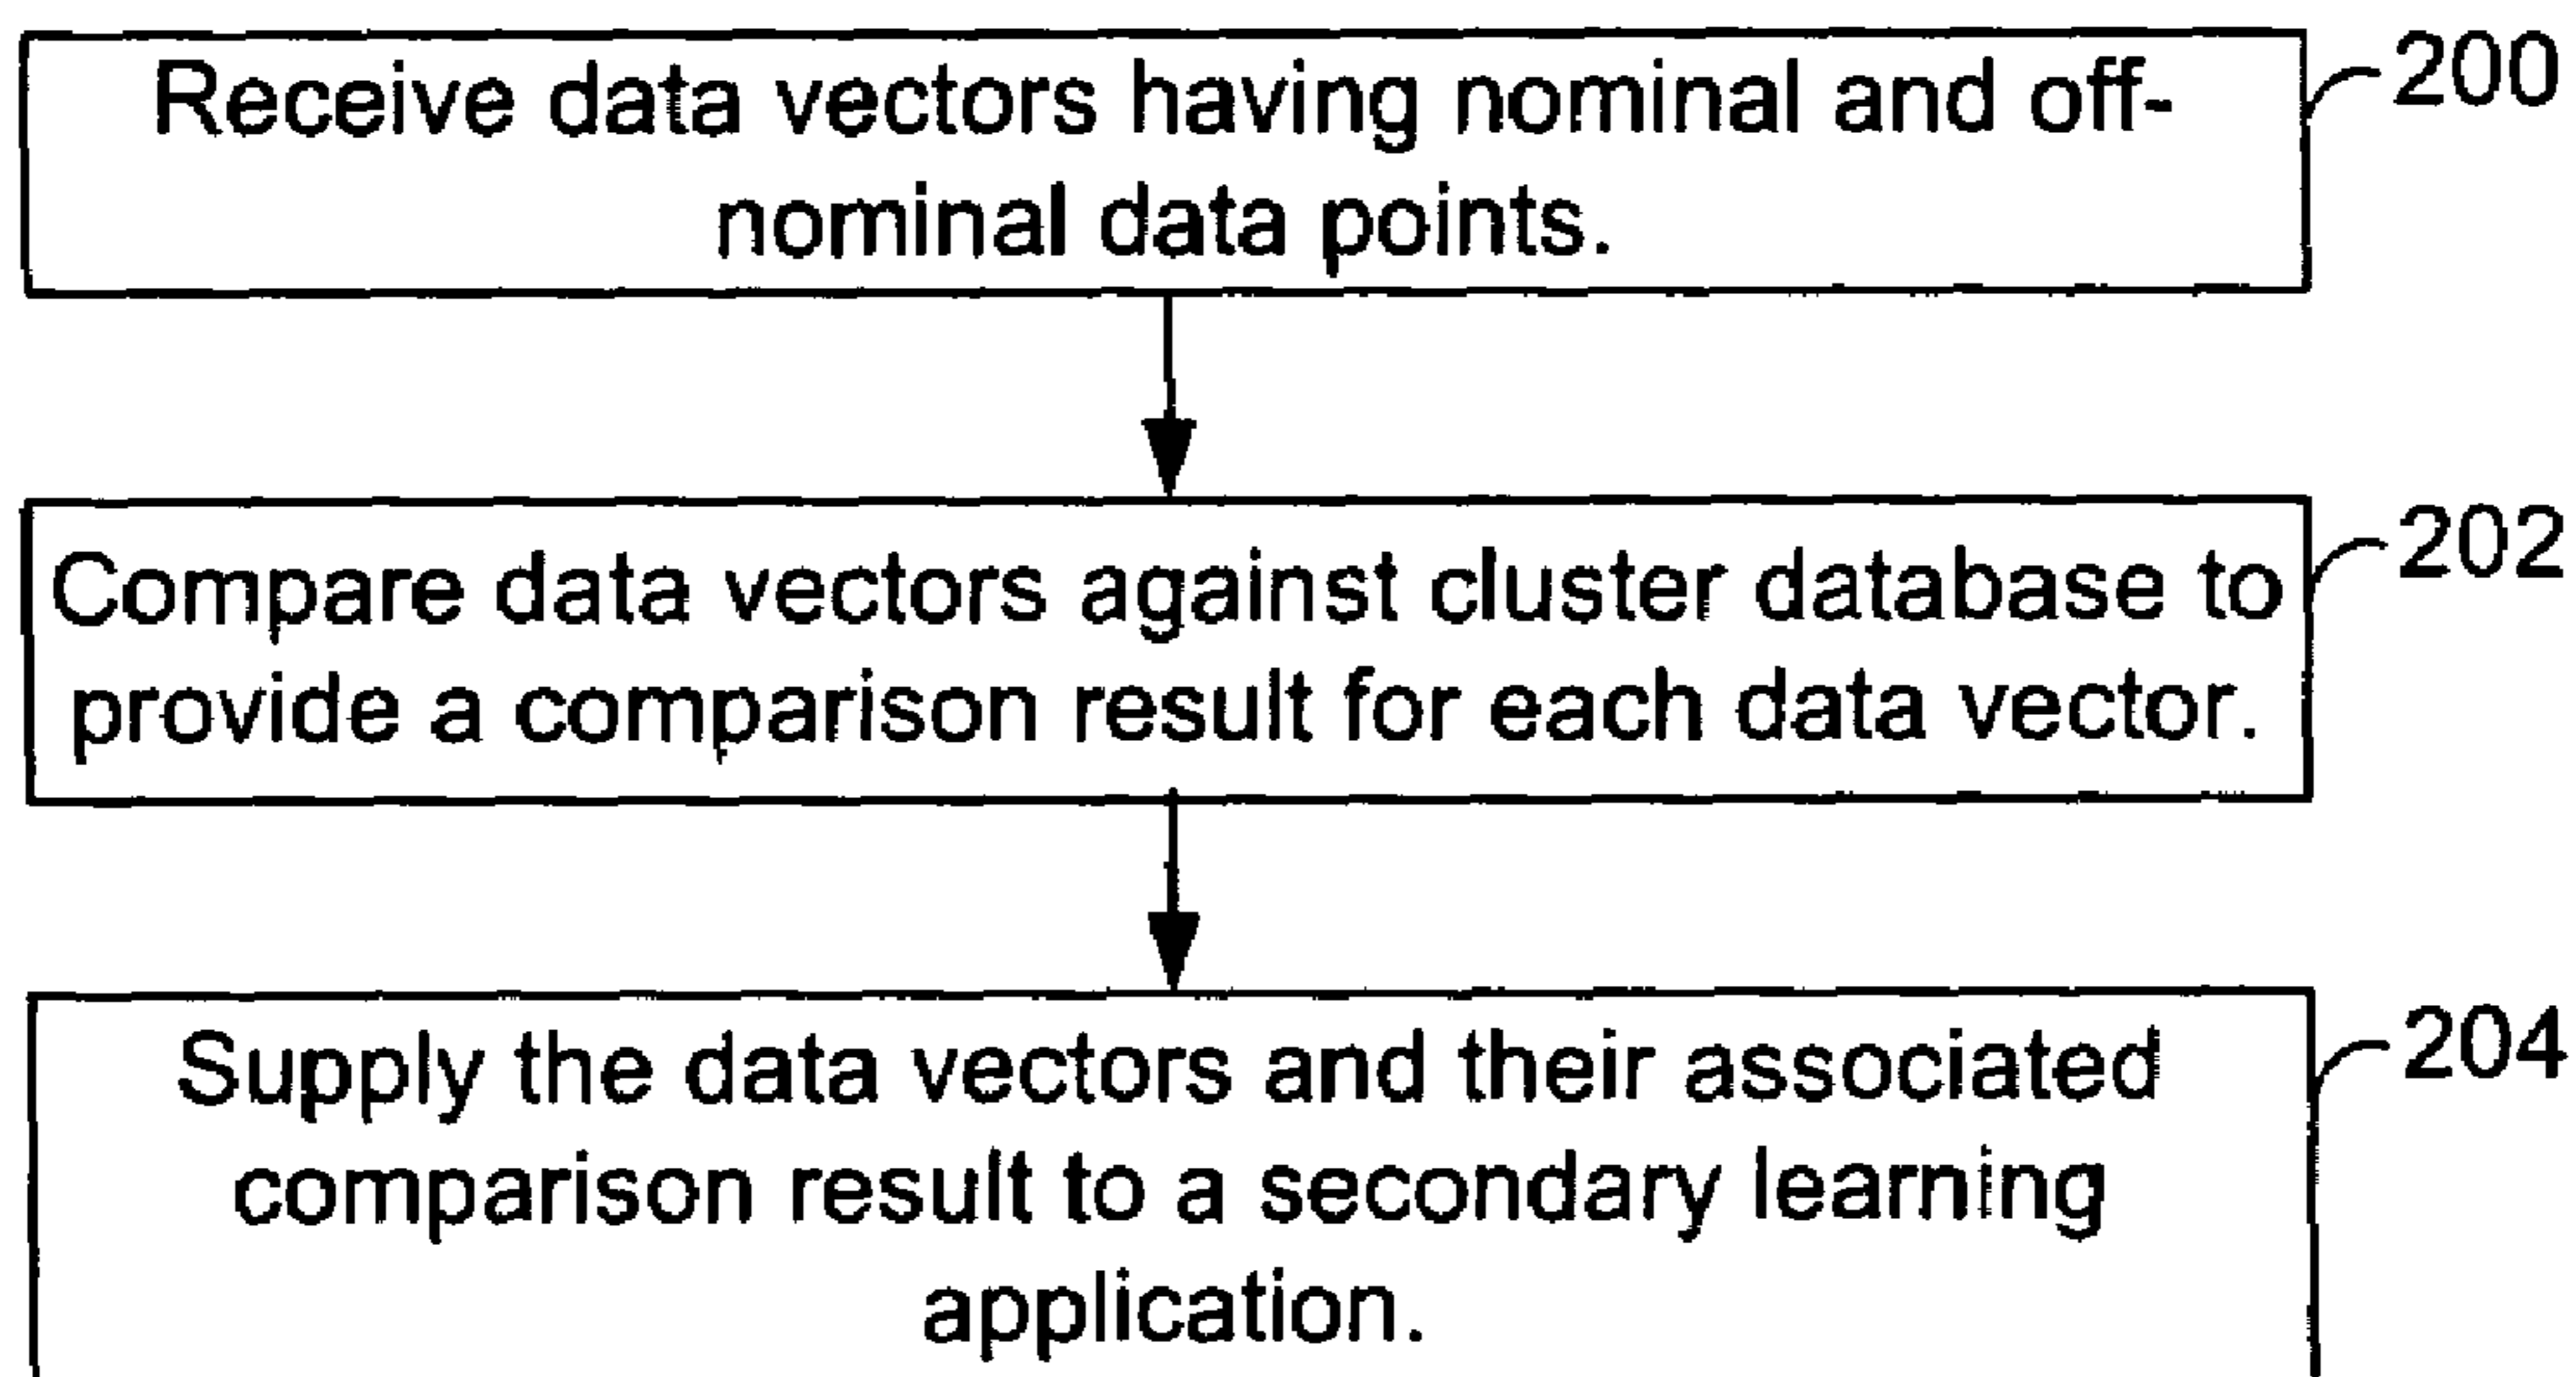 Receive data vectors having nominal and off-
nominal data points.
200
Compare data vectors against cluster database to
provide a comparison result for each data vector.
202
Supply the data vectors and their associated
comparison result to a secondary learning
application.
204